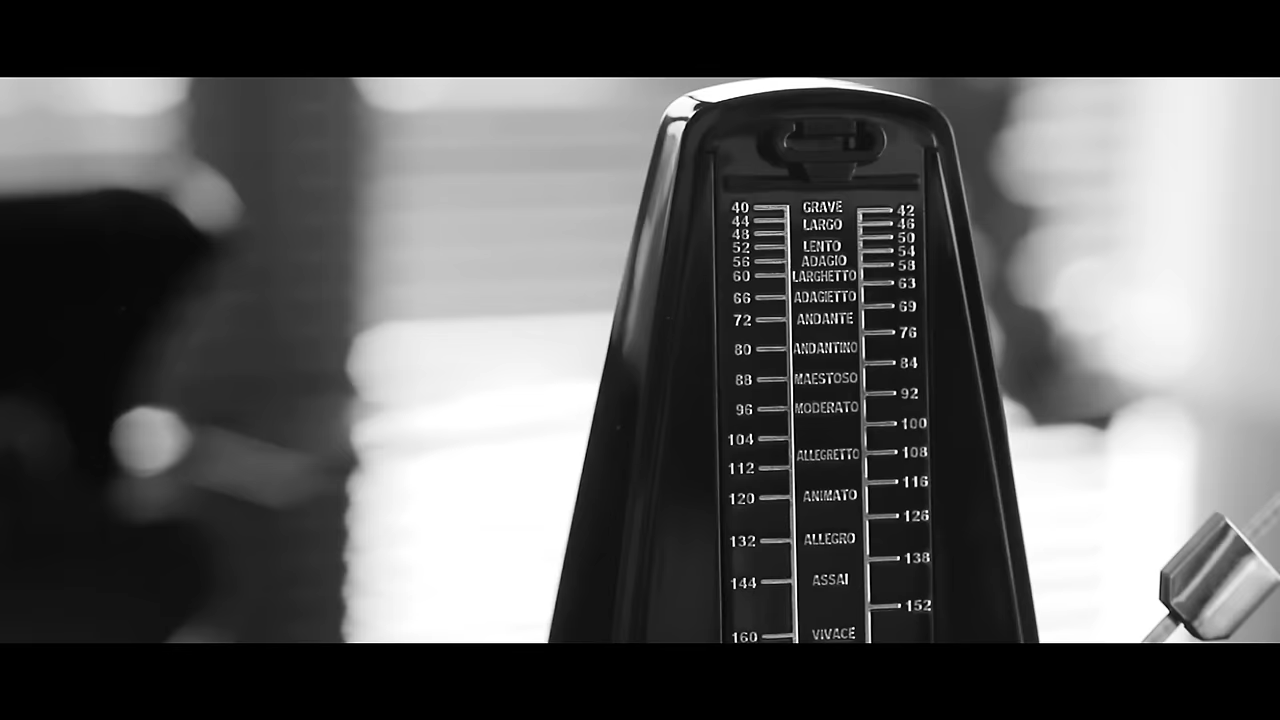 40 GRAVE 42
44 LARGO 46
48 50
52 LENTO 54
56 ADAGIO 58
60 LARGHETTO 63
66 ADAGIETTO 69
72 ANDANTE 76
80 ANDANTINO 84
88 MAESTOSO 92
96 MODERATO 100
104 108
112 ALLEGRETTO 116
120 ANIMATO 126
132 ALLEGRO 138
144 ASSAI 152
160 VIVACE